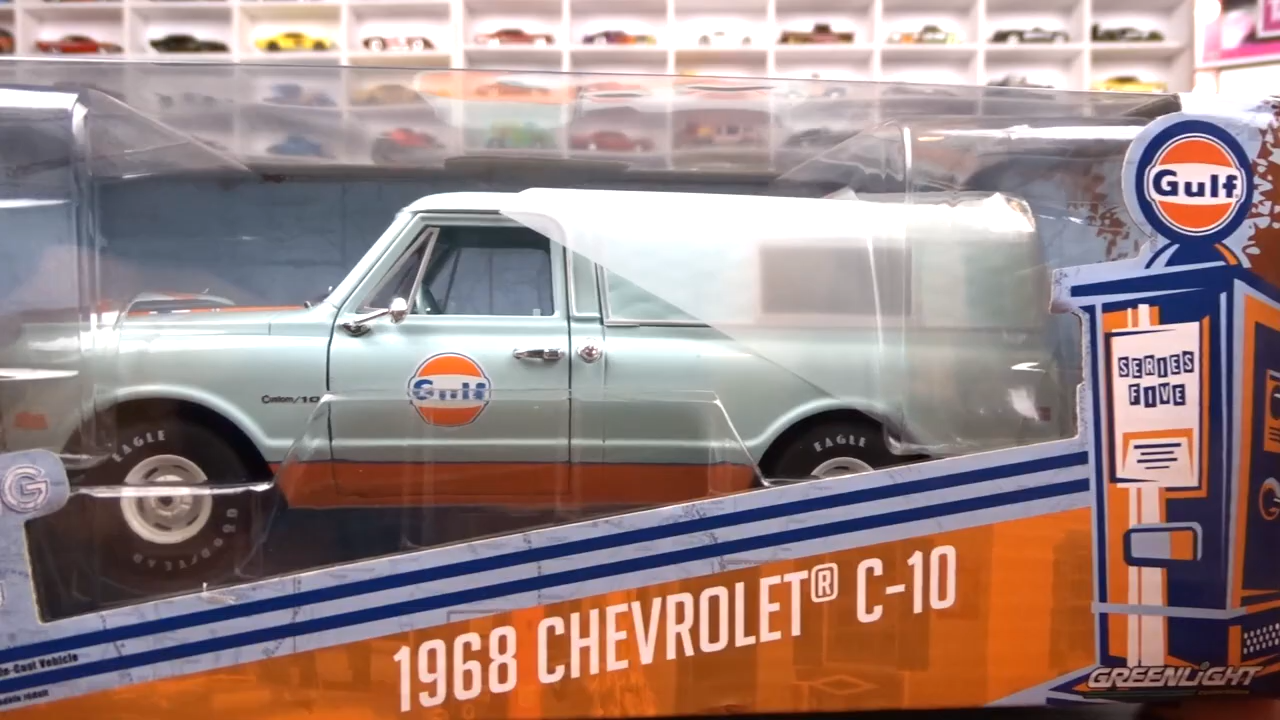 Gulf
SERIES
FIVE
Custom/10
Gulf
EAGLE
EAGLE
GOODYEAR
G
1968 CHEVROLET® C-10
GREENLIGHT